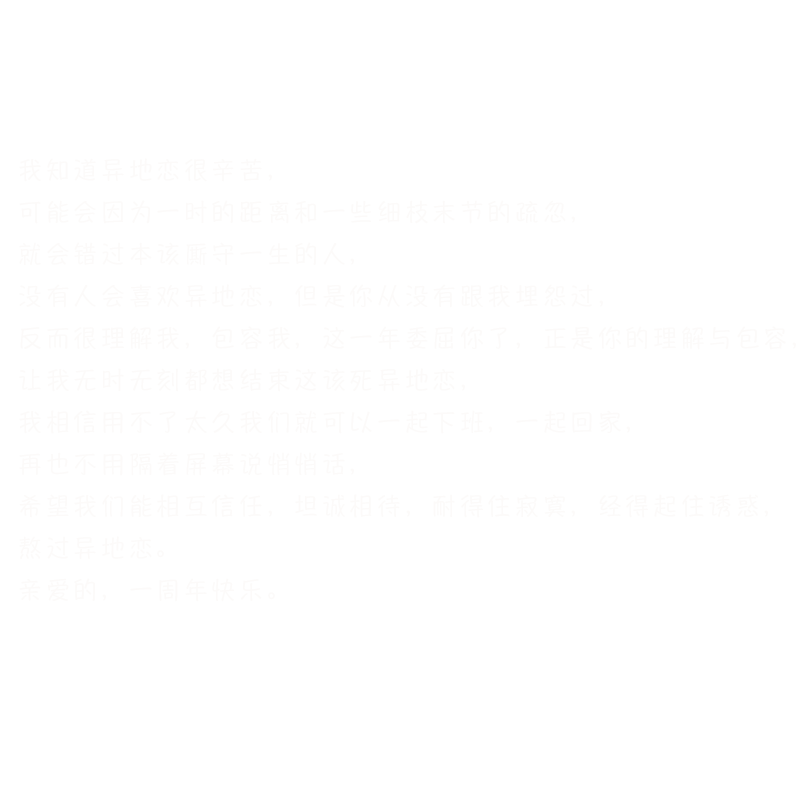 我知道异地恋很辛苦，
可能会因为一时的距离和一些细枝末节的疏忽，
就会错过本该厮守一生的人，
没有人会喜欢异地恋，但是你从没有跟我埋怨过，
反而很理解我，包容我，这一年委屈你了，正是你的理解与包容，
让我无时无刻都想结束这该死异地恋，
我相信用不了太久我们就可以一起下班，一起回家，
再也不用隔着屏幕说悄悄话，
希望我们能相互信任，坦诚相待，耐得住寂寞，经得起住诱惑，
熬过异地恋。
亲爱的，一周年快乐。